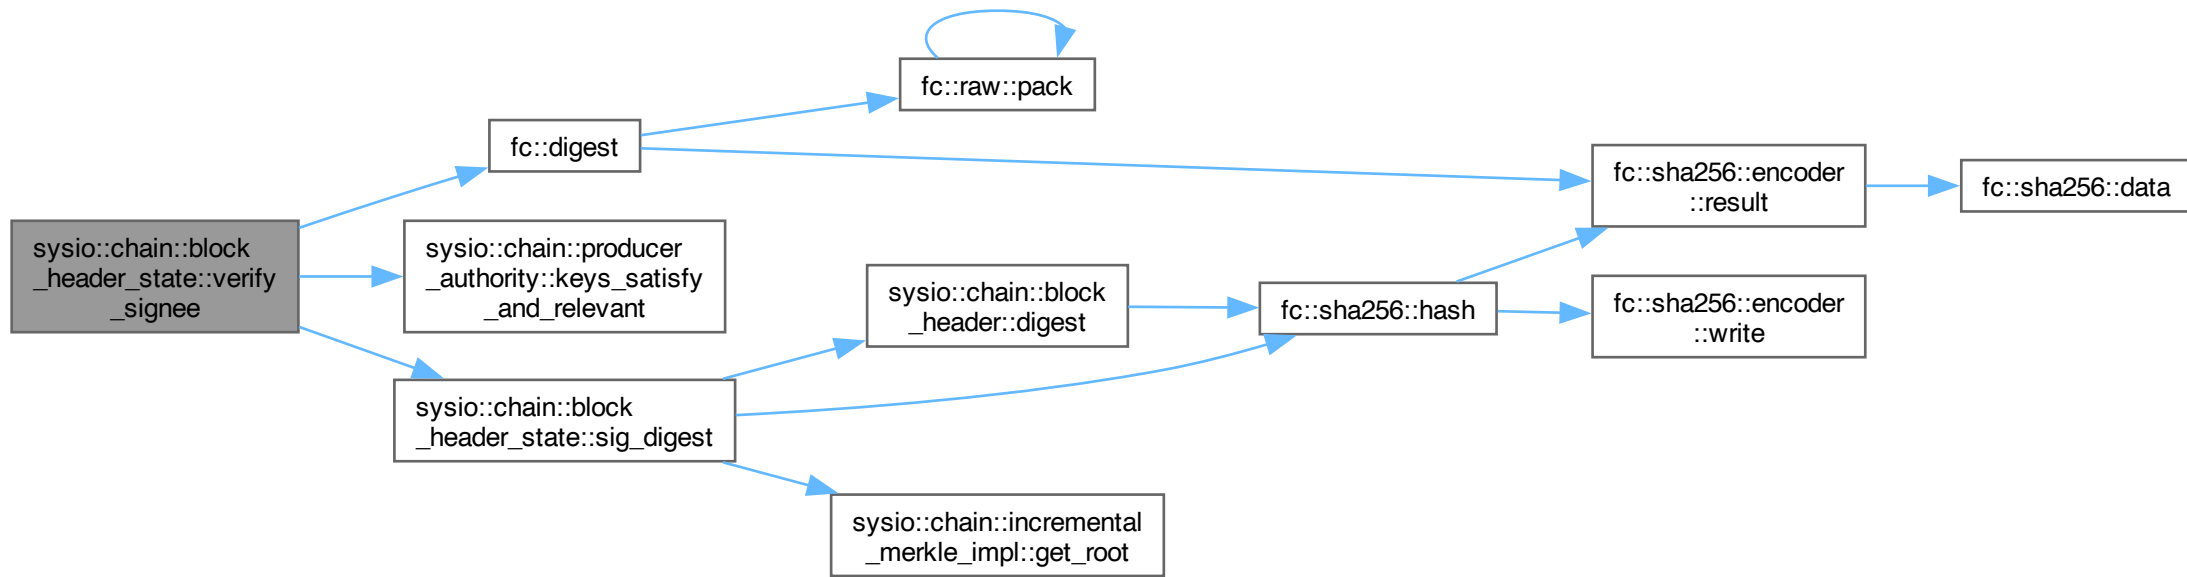 sysio::chain::block
_header_state::verify
_signee
fc::digest
fc::raw::pack
fc::sha256::encoder
::result
fc::sha256::data
sysio::chain::producer
_authority::keys_satisfy
_and_relevant
sysio::chain::block
_header_state::sig_digest
sysio::chain::block
_header::digest
fc::sha256::hash
fc::sha256::encoder
::write
sysio::chain::incremental
_merkle_impl::get_root